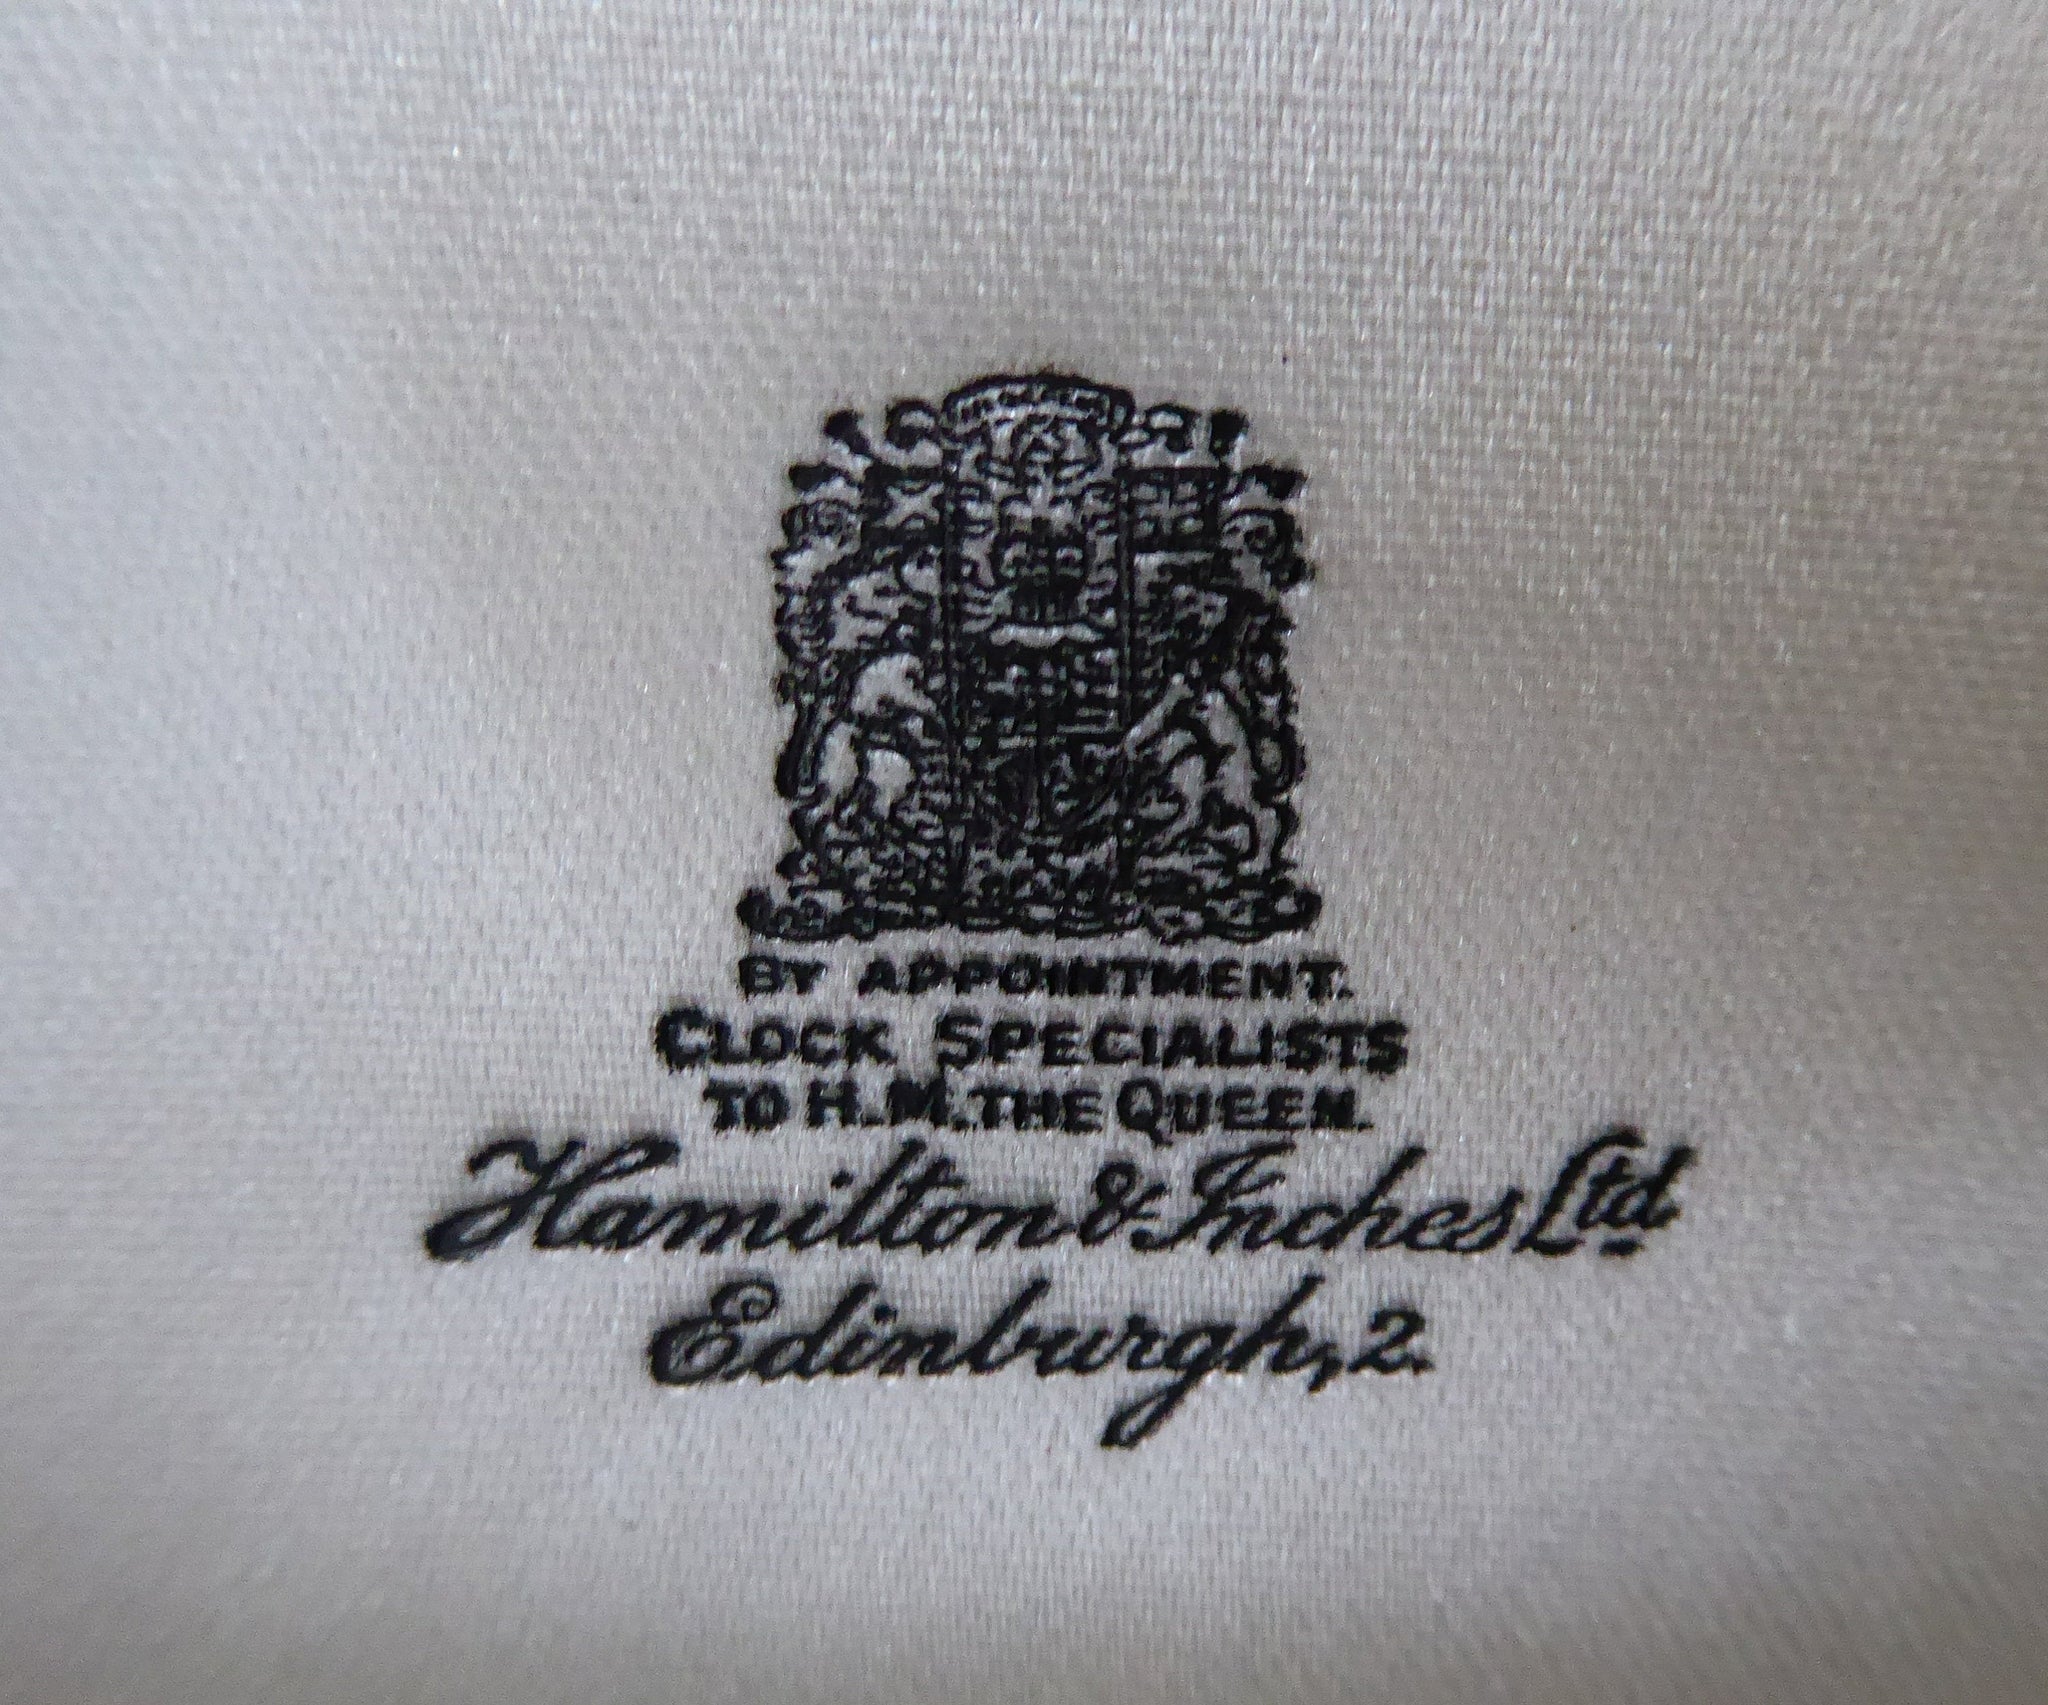 BY APPOINTMENT.
CLOCK SPECIALISTS
TO H.M. THE QUEEN.
Hamilton & Inches Ltd.
Edinburgh, 2.